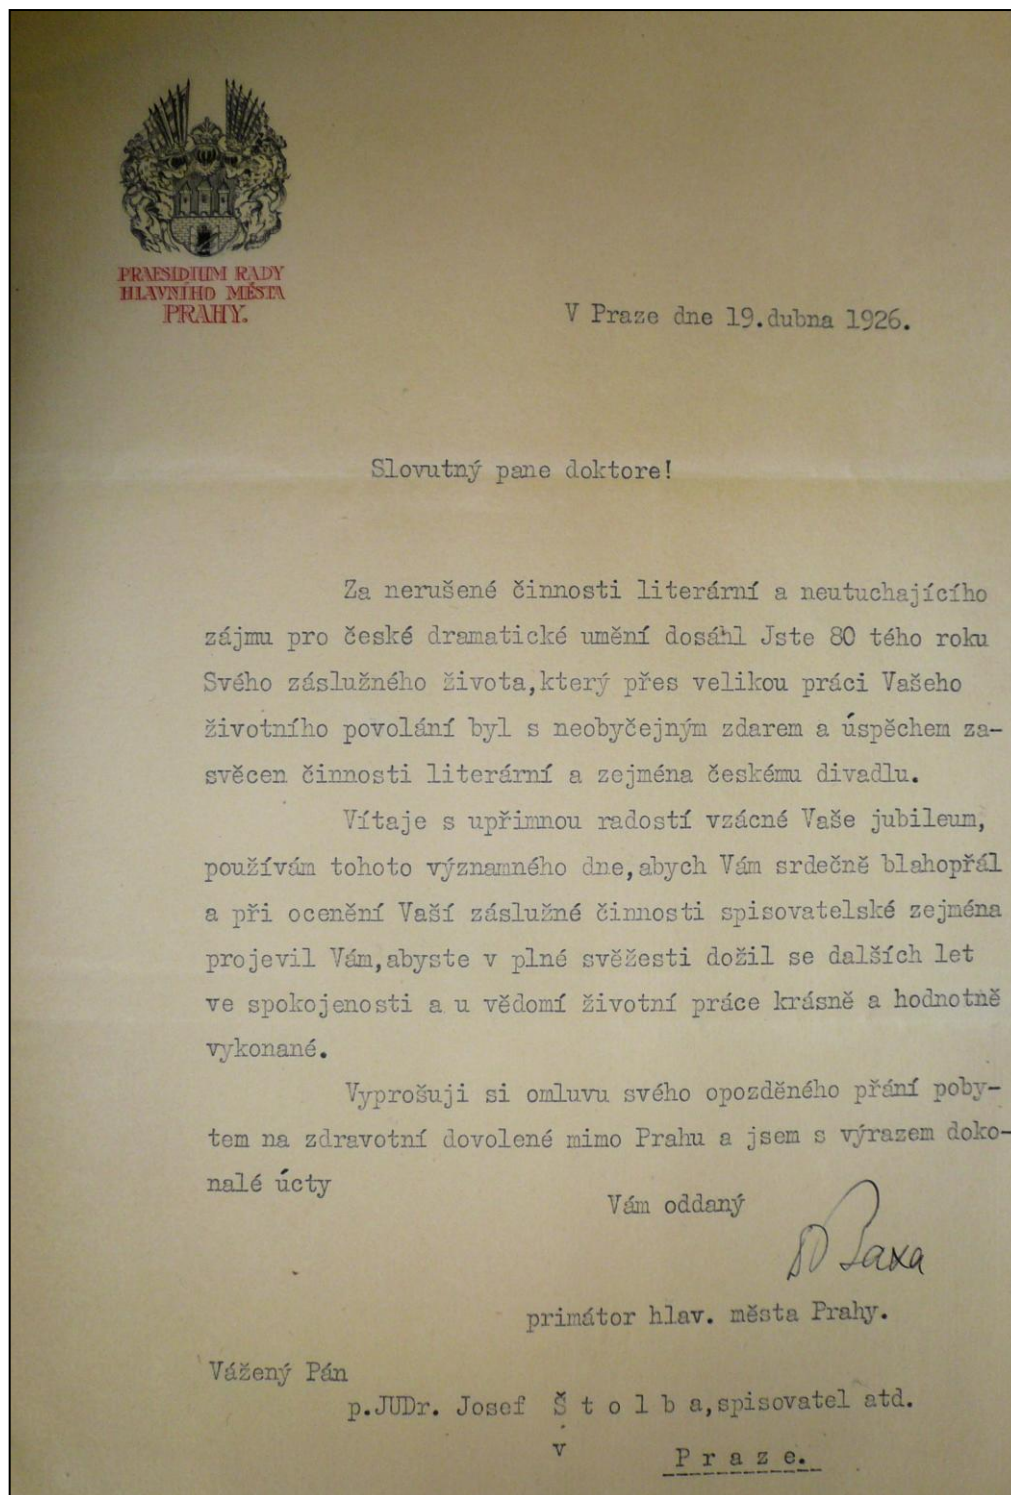 PRAESIDIUM RADY
HLAVNÍHO MĚSTA
PRAHY.
V Praze dne 19.dubna 1926.
Slovutný pane doktore!
Za nerušené činnosti literární a neutuchajícího
zájmu pro české dramatické umění dosáhl Jste 80 tého roku
Svého záslužného života,který přes velikou práci Vašeho
životního povolání byl s neobyčejným zdarem a úspěchem za-
svěcen činnosti literární a zejména českému divadlu.
Vítaje s upřimnou radostí vzácné Vaše jubileum,
používám tohoto významného dne,abych Vám srdečně blahopřál
a při ocenění Vaší záslužné činnosti spisovatelské zejména
projevil Vám,abyste v plné svěžesti dožil se dalších let
ve spokojenosti a u vědomí životní práce krásně a hodnotně
vykonané.
Vyprošuji si omluvu svého opozděného přání poby-
tem na zdravotní dovolené mimo Prahu a jsem s výrazem doko-
nalé úcty
Vám oddaný
Dr Baxa
primátor hlav. města Prahy.
Vážený Pán
p.JUDr. Josef Š t o l b a,spisovatel atd.
v
P r a z e.